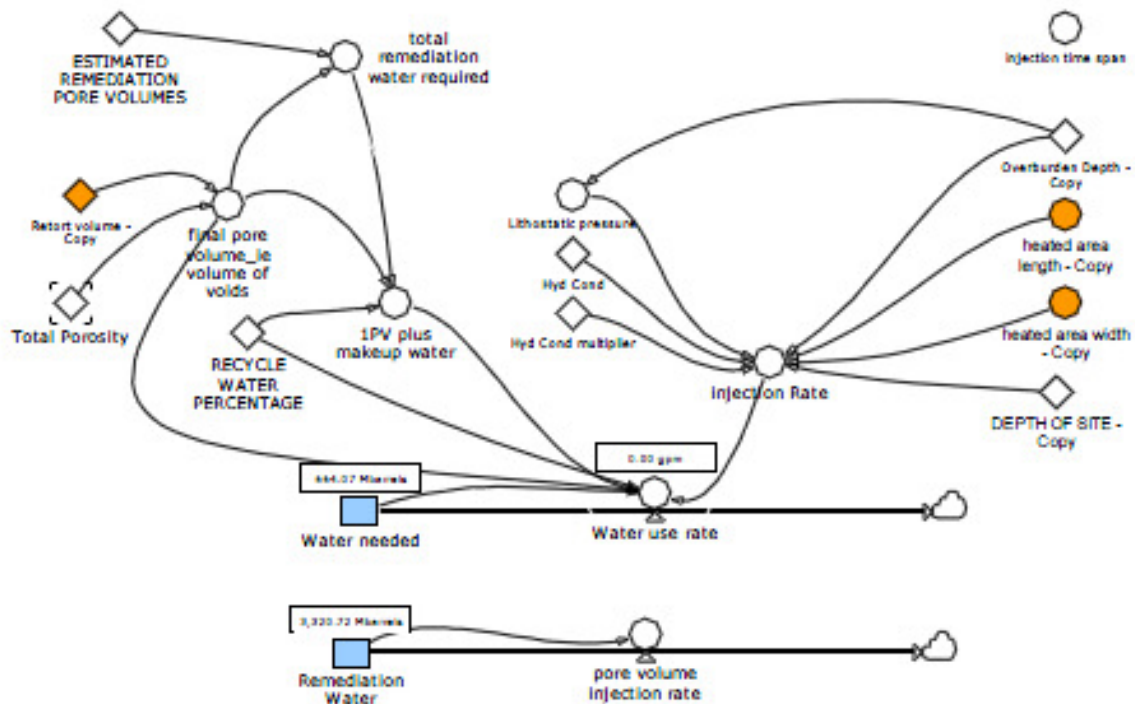 ESTIMATED
REMEDIATION
PORE VOLUMES
total
remediation
water required
Injection time span
Overburden Depth -
Copy
Retort volume -
Copy
final pore
volume_ie
volume of
voids
Lithostatic pressure
heated area
length - Copy
Hyd Cond
Total Porosity
1PV plus
makeup water
Hyd Cond multiplier
heated area width
- Copy
RECYCLE
WATER
PERCENTAGE
Injection Rate
DEPTH OF SITE -
Copy
0.00 gpm
664.07 Mbarrels
Water needed
Water use rate
3,320.72 Mbarrels
Remediation
Water
pore volume
injection rate